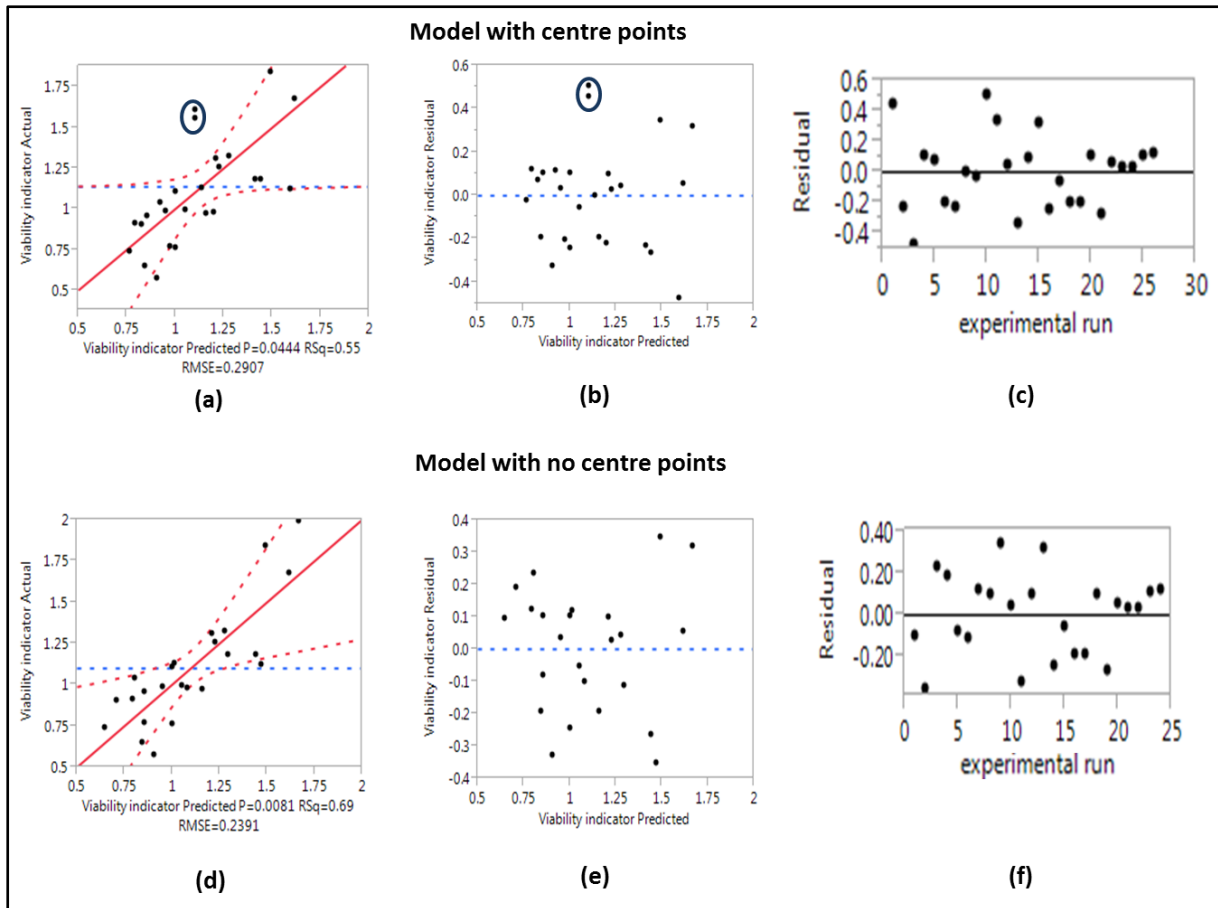 Model with centre points
Viability indicator Actual
1.75
1.5
1.25
1
0.75
0.5
0.5 0.75 1 1.25 1.5 1.75 2
Viability indicator Predicted P=0.0444 RSq=0.55
RMSE=0.2907
(a)
Viability indicator Residual
0.6
0.4
0.2
0.0
-0.2
-0.4
0.5 0.75 1 1.25 1.5 1.75 2
Viability indicator Predicted
(b)
Residual
0.6
0.4
0.2
0.0
-0.2
-0.4
0 5 10 15 20 25 30
experimental run
(c)
Model with no centre points
Viability indicator Actual
2
1.75
1.5
1.25
1
0.75
0.5
0.5 0.75 1 1.25 1.5 1.75 2
Viability indicator Predicted P=0.0081 RSq=0.69
RMSE=0.2391
(d)
Viability indicator Residual
0.4
0.3
0.2
0.1
0.0
-0.1
-0.2
-0.3
-0.4
0.5 0.75 1 1.25 1.5 1.75 2
Viability indicator Predicted
(e)
Residual
0.40
0.20
0.00
-0.20
0 5 10 15 20 25
experimental run
(f)